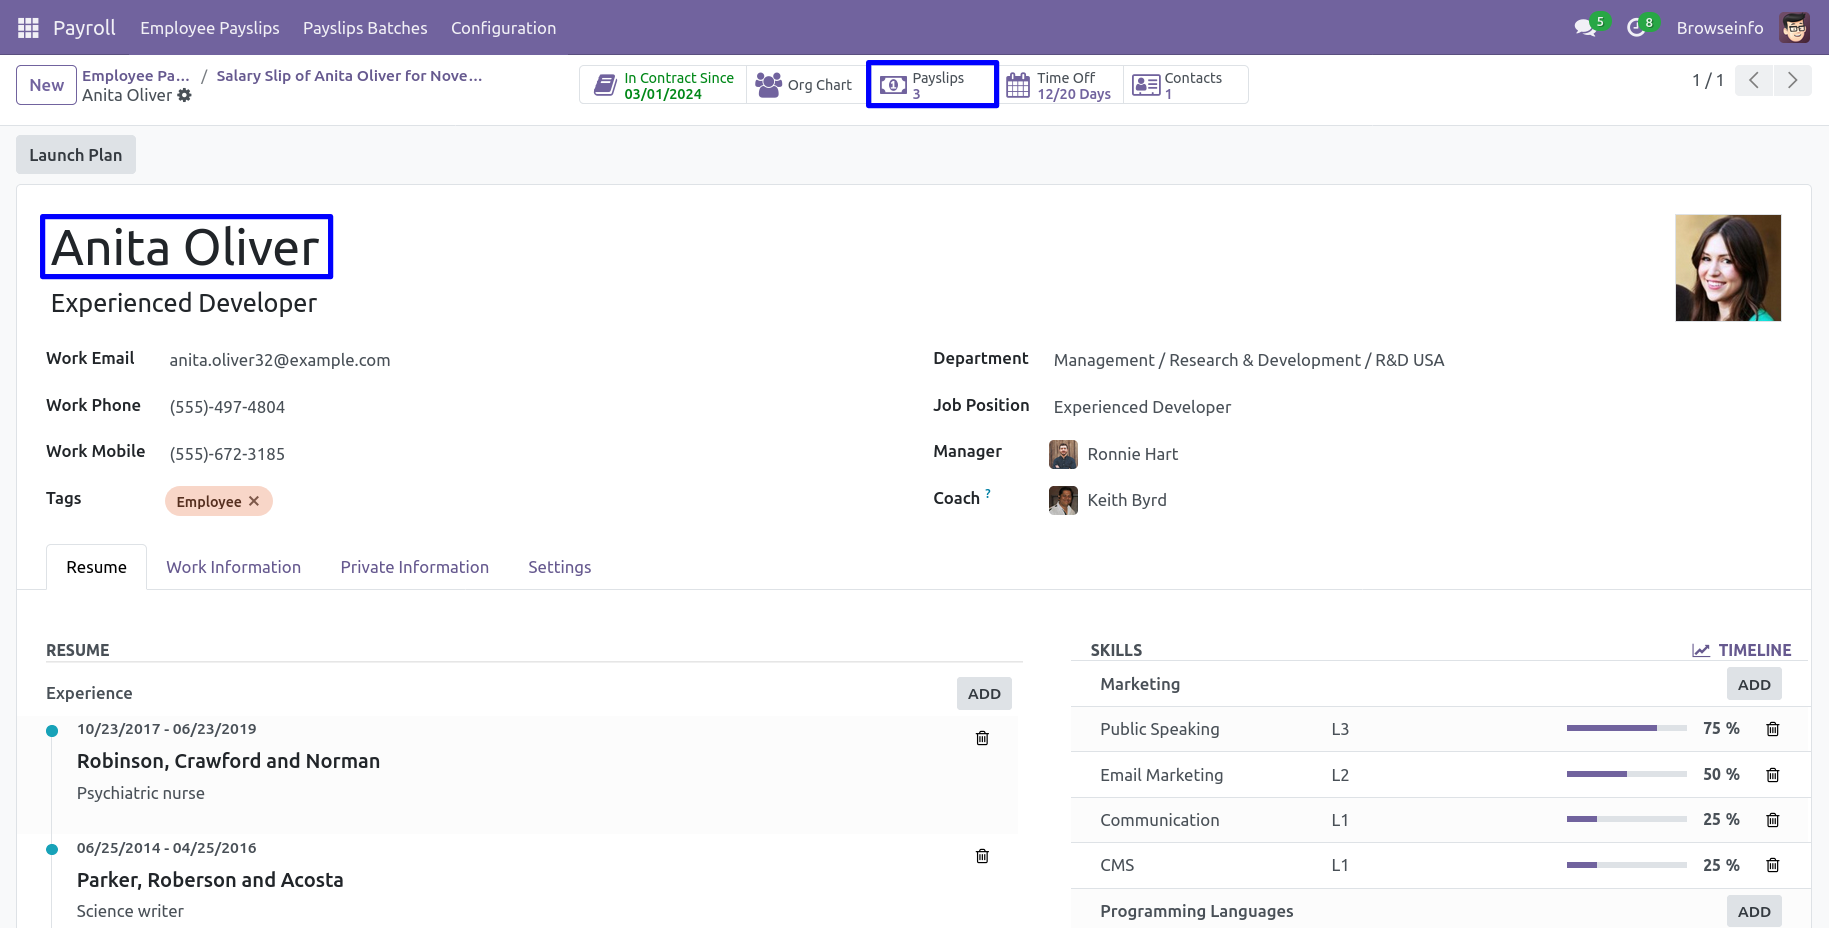 Payroll Employee Payslips Payslips Batches Configuration 5 8 Browseinfo
New Employee Pa... / Salary Slip of Anita Oliver for Nove...
Anita Oliver
In Contract Since
03/01/2024
Org Chart
Payslips
3
Time Off
12/20 Days
Contacts
1
1 / 1
Launch Plan
Anita Oliver
Experienced Developer
Work Email anita.oliver32@example.com
Work Phone (555)-497-4804
Work Mobile (555)-672-3185
Tags Employee ✕
Department Management / Research & Development / R&D USA
Job Position Experienced Developer
Manager Ronnie Hart
Coach ? Keith Byrd
Resume Work Information Private Information Settings
RESUME
Experience ADD
10/23/2017 - 06/23/2019
Robinson, Crawford and Norman
Psychiatric nurse
06/25/2014 - 04/25/2016
Parker, Roberson and Acosta
Science writer
SKILLS TIMELINE
Marketing ADD
Public Speaking L3 75 %
Email Marketing L2 50 %
Communication L1 25 %
CMS L1 25 %
Programming Languages ADD